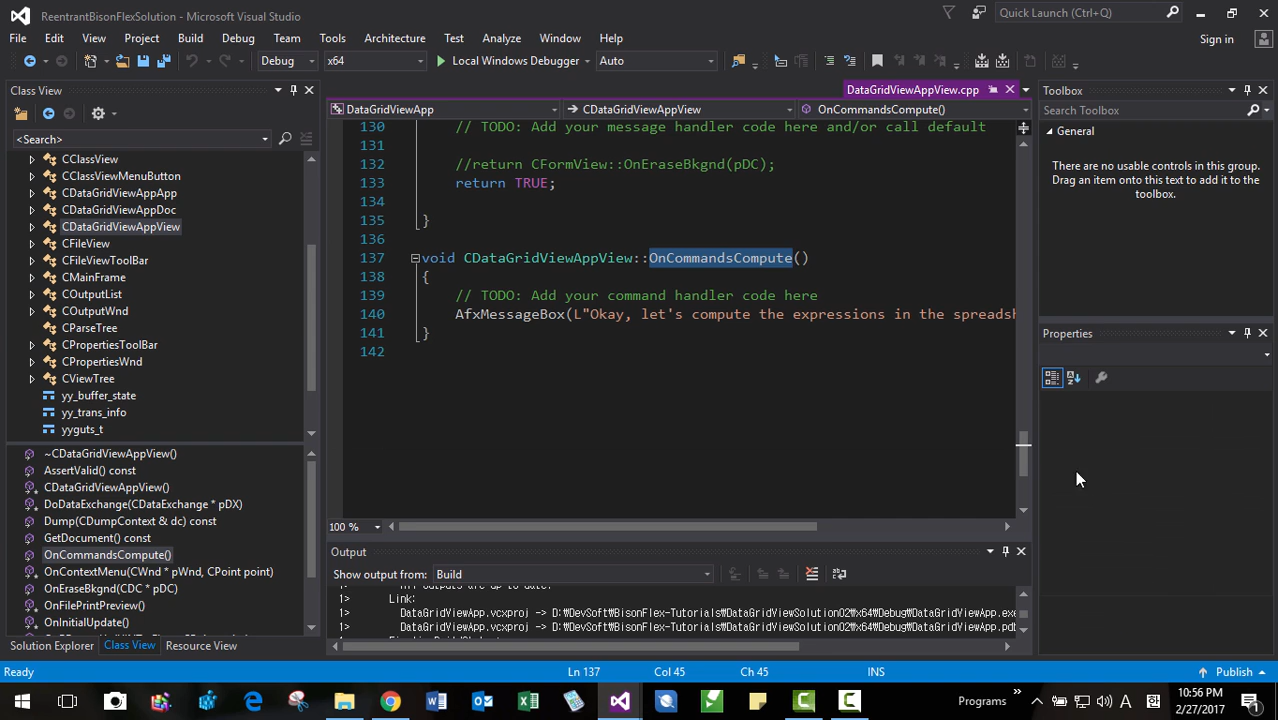 ReentrantBisonFlexSolution - Microsoft Visual Studio
Quick Launch (Ctrl+Q)
File Edit View Project Build Debug Team Tools Architecture Test Analyze Window Help
Sign in
Debug x64 Local Windows Debugger Auto
Class View
<Search>
CClassView
CClassViewMenuButton
CDataGridViewAppApp
CDataGridViewAppDoc
CDataGridViewAppView
CFileView
CFileViewToolBar
CMainFrame
COutputList
COutputWnd
CParseTree
CPropertiesToolBar
CPropertiesWnd
CViewTree
yy_buffer_state
yy_trans_info
yyguts_t
~CDataGridViewAppView()
AssertValid() const
CDataGridViewAppView()
DoDataExchange(CDataExchange * pDX)
Dump(CDumpContext & dc) const
GetDocument() const
OnCommandsCompute()
OnContextMenu(CWnd * pWnd, CPoint point)
OnEraseBkgnd(CDC * pDC)
OnFilePrintPreview()
OnInitialUpdate()
Solution Explorer Class View Resource View
DataGridViewAppView.cpp
DataGridViewApp CDataGridViewAppView OnCommandsCompute()
130 // TODO: Add your message handler code here and/or call default
131
132 //return CFormView::OnEraseBkgnd(pDC);
133 return TRUE;
134
135 }
136
137 void CDataGridViewAppView::OnCommandsCompute()
138 {
139 // TODO: Add your command handler code here
140 AfxMessageBox(L"Okay, let's compute the expressions in the spreadsh
141 }
142
100 %
Output
Show output from: Build
1> Link:
1> DataGridViewApp.vcxproj -> D:₩DevSoft₩BisonFlex-Tutorials₩DataGridViewSolution02₩x64₩Debug₩DataGridViewApp.exe
1> DataGridViewApp.vcxproj -> D:₩DevSoft₩BisonFlex-Tutorials₩DataGridViewSolution02₩x64₩Debug₩DataGridViewApp.pdb
Toolbox
Search Toolbox
General
There are no usable controls in this group.
Drag an item onto this text to add it to the
toolbox.
Properties
Ready Ln 137 Col 45 Ch 45 INS Publish
Programs A 10:56 PM
2/27/2017